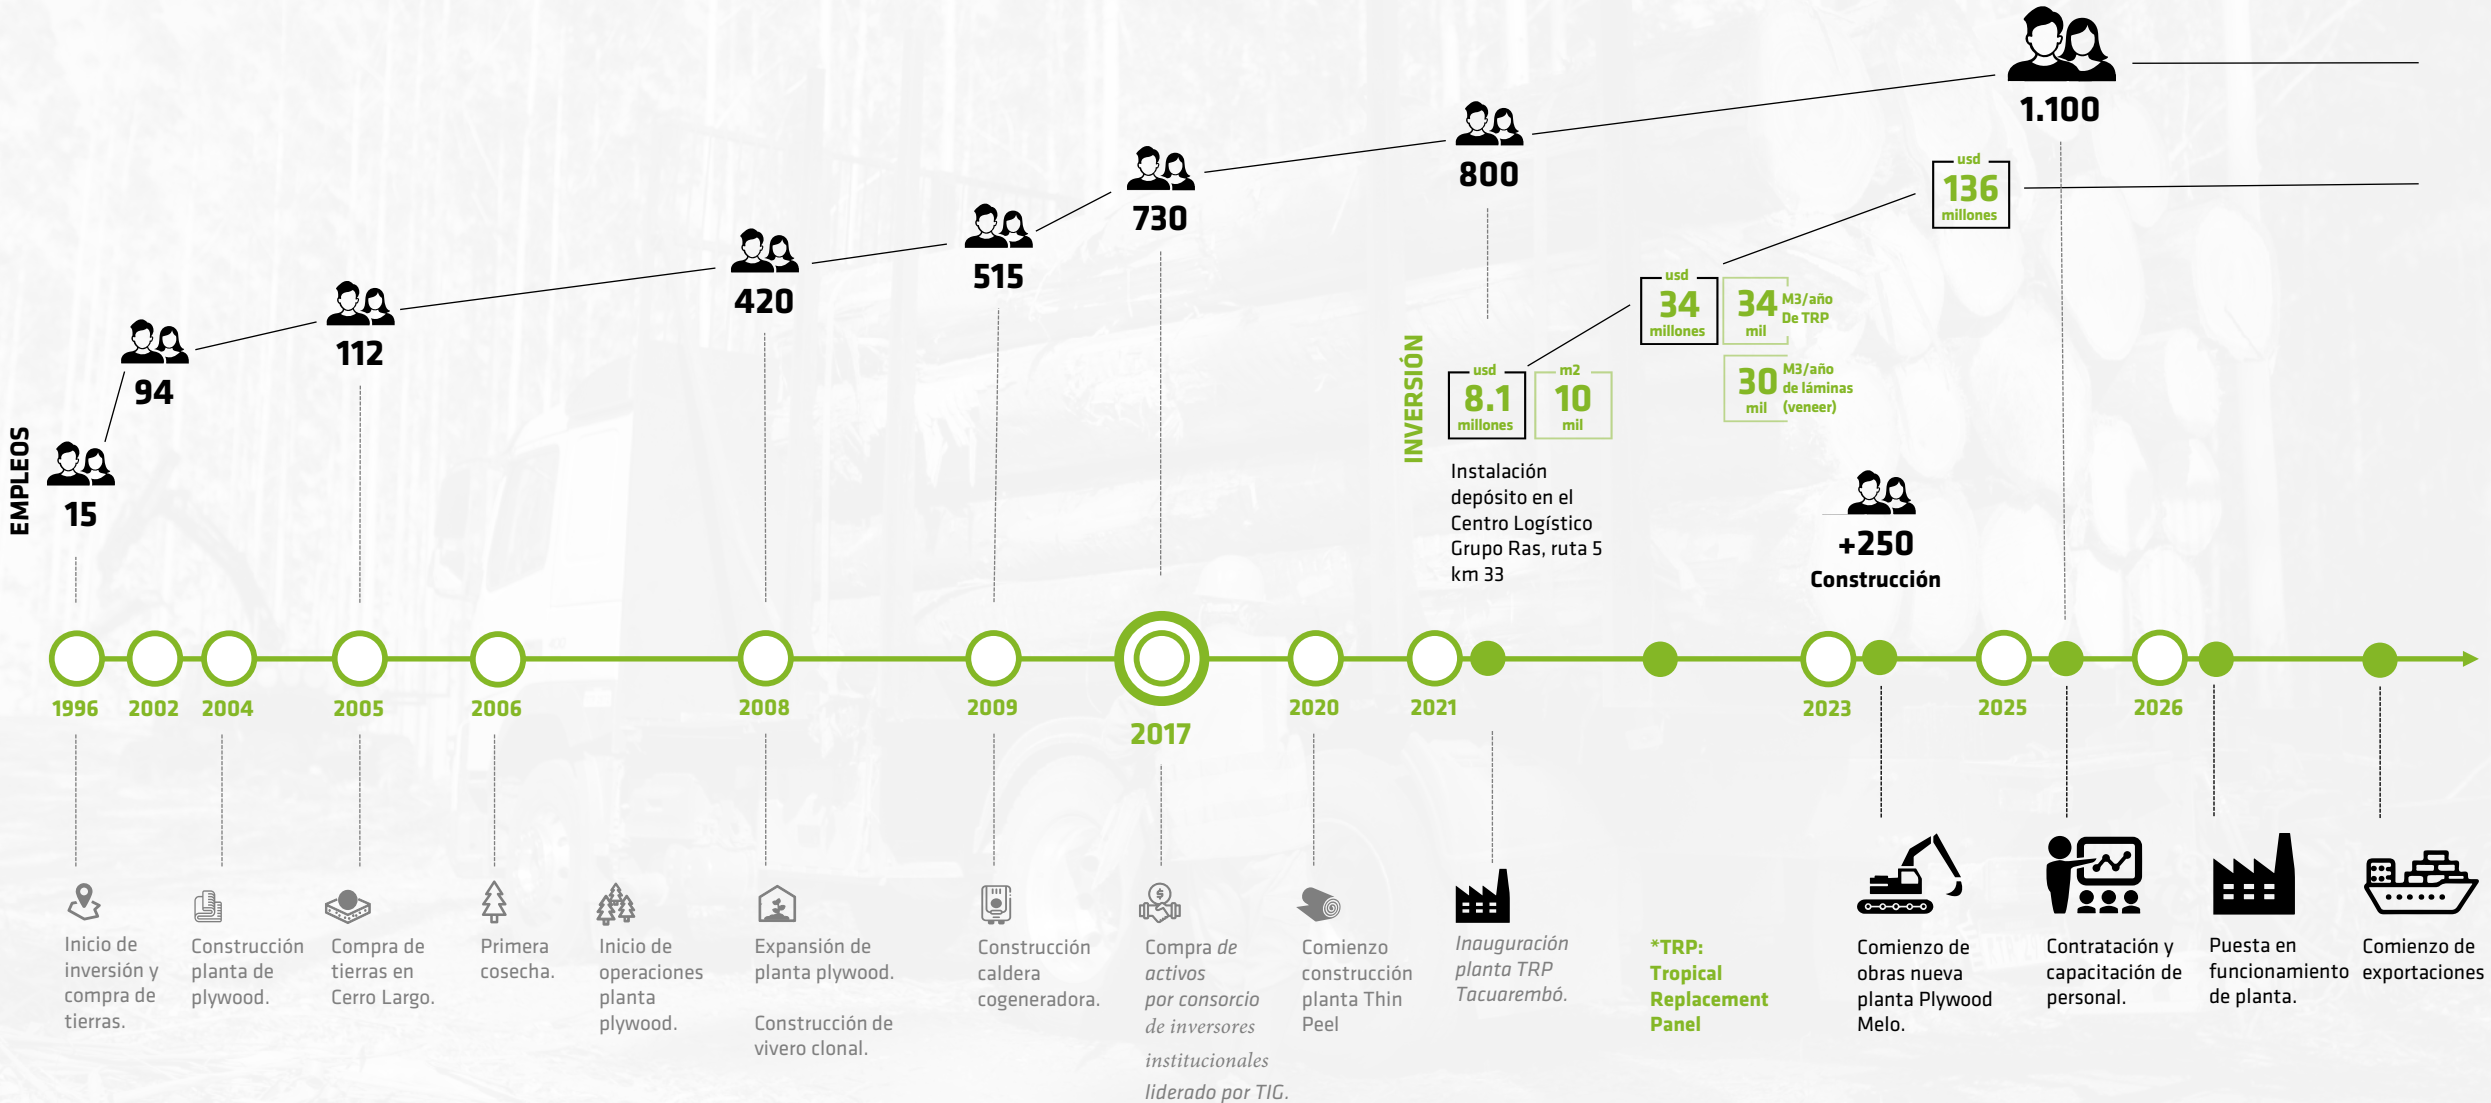 EMPLEOS
15
94
112
420
515
730
800
1.100
INVERSIÓN
usd
8.1
millones
m2
10
mil
usd
34
millones
34
mil
M3/año
De TRP
30
mil
M3/año
de láminas
(veneer)
usd
136
millones
Instalación
depósito en el
Centro Logístico
Grupo Ras, ruta 5
km 33
+250
Construcción
1996
2002
2004
2005
2006
2008
2009
2017
2020
2021
2023
2025
2026
Inicio de
inversión y
compra de
tierras.
Construcción
planta de
plywood.
Compra de
tierras en
Cerro Largo.
Primera
cosecha.
Inicio de
operaciones
planta
plywood.
Expansión de
planta plywood.
Construcción de
vivero clonal.
Construcción
caldera
cogeneradora.
Compra de
activos
por consorcio
de inversores
institucionales
liderado por TIG.
Comienzo
construcción
planta Thin
Peel
Inauguración
planta TRP
Tacuarembó.
*TRP:
Tropical
Replacement
Panel
Comienzo de
obras nueva
planta Plywood
Melo.
Contratación y
capacitación de
personal.
Puesta en
funcionamiento
de planta.
Comienzo de
exportaciones